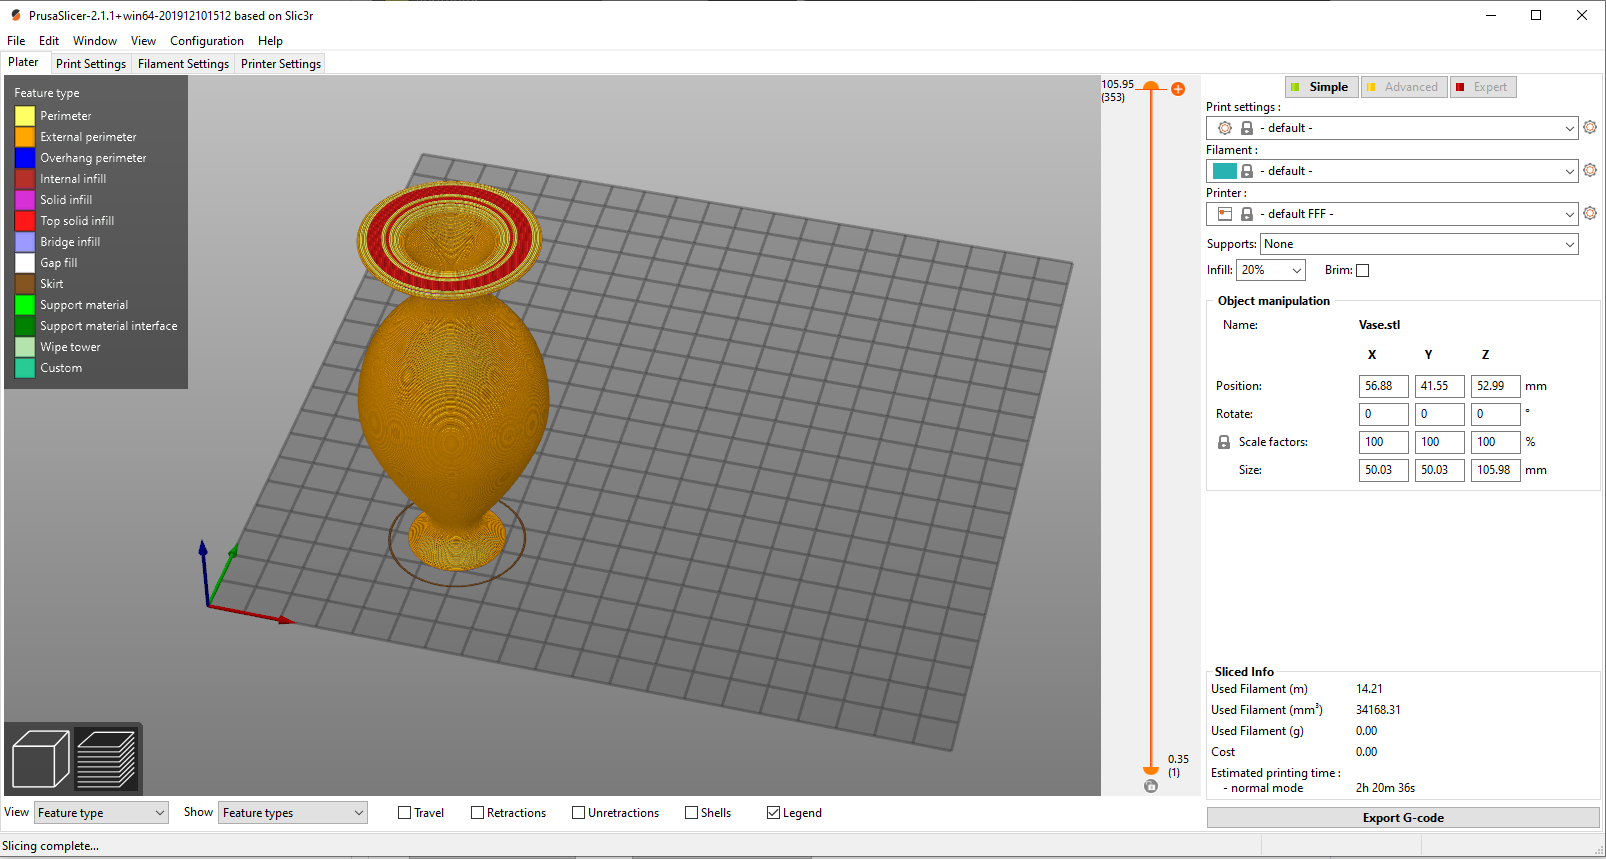 PrusaSlicer-2.1.1+win64-201912101512 based on Slic3r
File Edit Window View Configuration Help
Plater Print Settings Filament Settings Printer Settings
Feature type
Perimeter
External perimeter
Overhang perimeter
Internal infill
Solid infill
Top solid infill
Bridge infill
Gap fill
Skirt
Support material
Support material interface
Wipe tower
Custom
105.95
(353)
0.35
(1)
Simple Advanced Expert
Print settings :
- default -
Filament :
- default -
Printer :
- default FFF -
Supports: None
Infill: 20% Brim:
Object manipulation
Name: Vase.stl
X Y Z
Position: 56.88 41.55 52.99 mm
Rotate: 0 0 0 °
Scale factors: 100 100 100 %
Size: 50.03 50.03 105.98 mm
Sliced Info
Used Filament (m) 14.21
Used Filament (mm³) 34168.31
Used Filament (g) 0.00
Cost 0.00
Estimated printing time :
- normal mode 2h 20m 36s
Export G-code
View Feature type Show Feature types Travel Retractions Unretractions Shells Legend
Slicing complete...